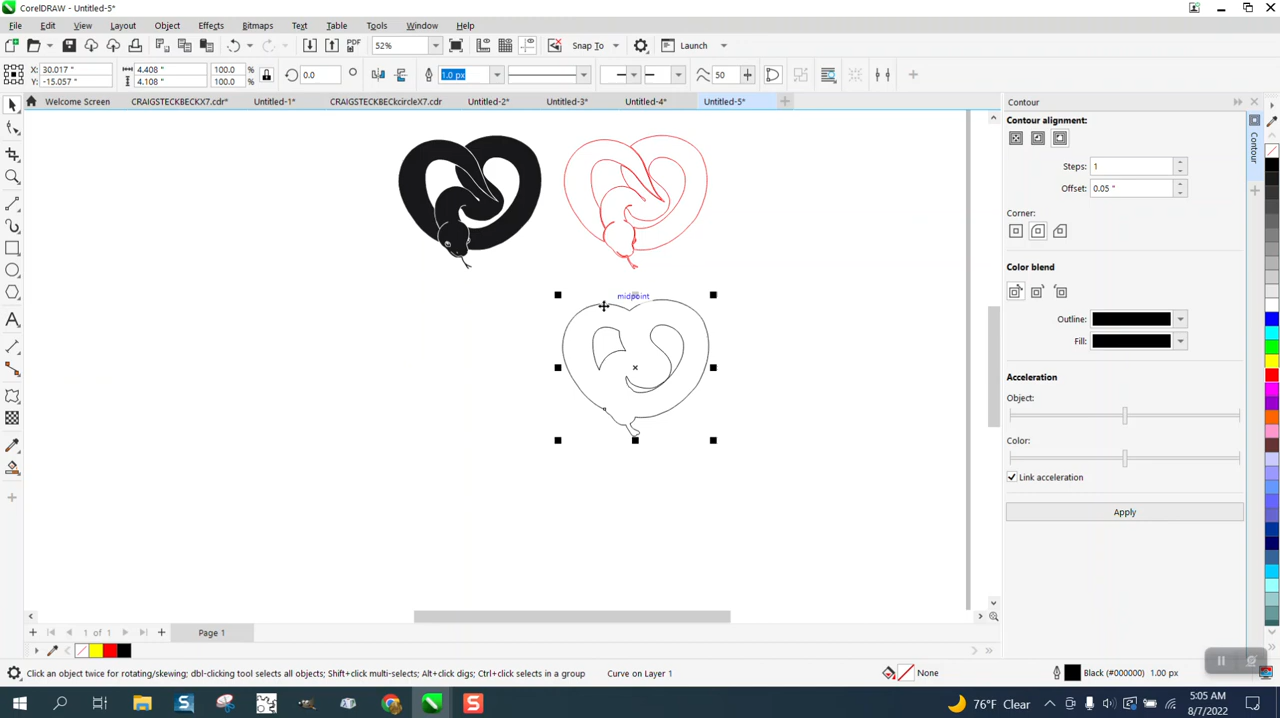 CorelDRAW - Untitled-5*
File Edit View Layout Object Effects Bitmaps Text Table Tools Window Help
PDF 52% Snap To Launch
X: 30.017 " 4.408 " 100.0 % 0.0 ° 1.0 px 50
Y: -15.057 " 4.108 " 100.0 %
Welcome Screen CRAIGSTECKBECKX7.cdr* Untitled-1* CRAIGSTECKBECkcircleX7.cdr Untitled-2* Untitled-3* Untitled-4* Untitled-5*
Contour
Contour alignment:
Contour
Steps: 1
Offset: 0.05 "
Corner:
Color blend
midpoint
Outline:
Fill:
Acceleration
Object:
Color:
Link acceleration
Apply
1 of 1 Page 1
Click an object twice for rotating/skewing; dbl-clicking tool selects all objects; Shift+click multi-selects; Alt+click digs; Ctrl+click selects in a group Curve on Layer 1 None Black (#000000) 1.00 px
76°F Clear 5:05 AM
8/7/2022